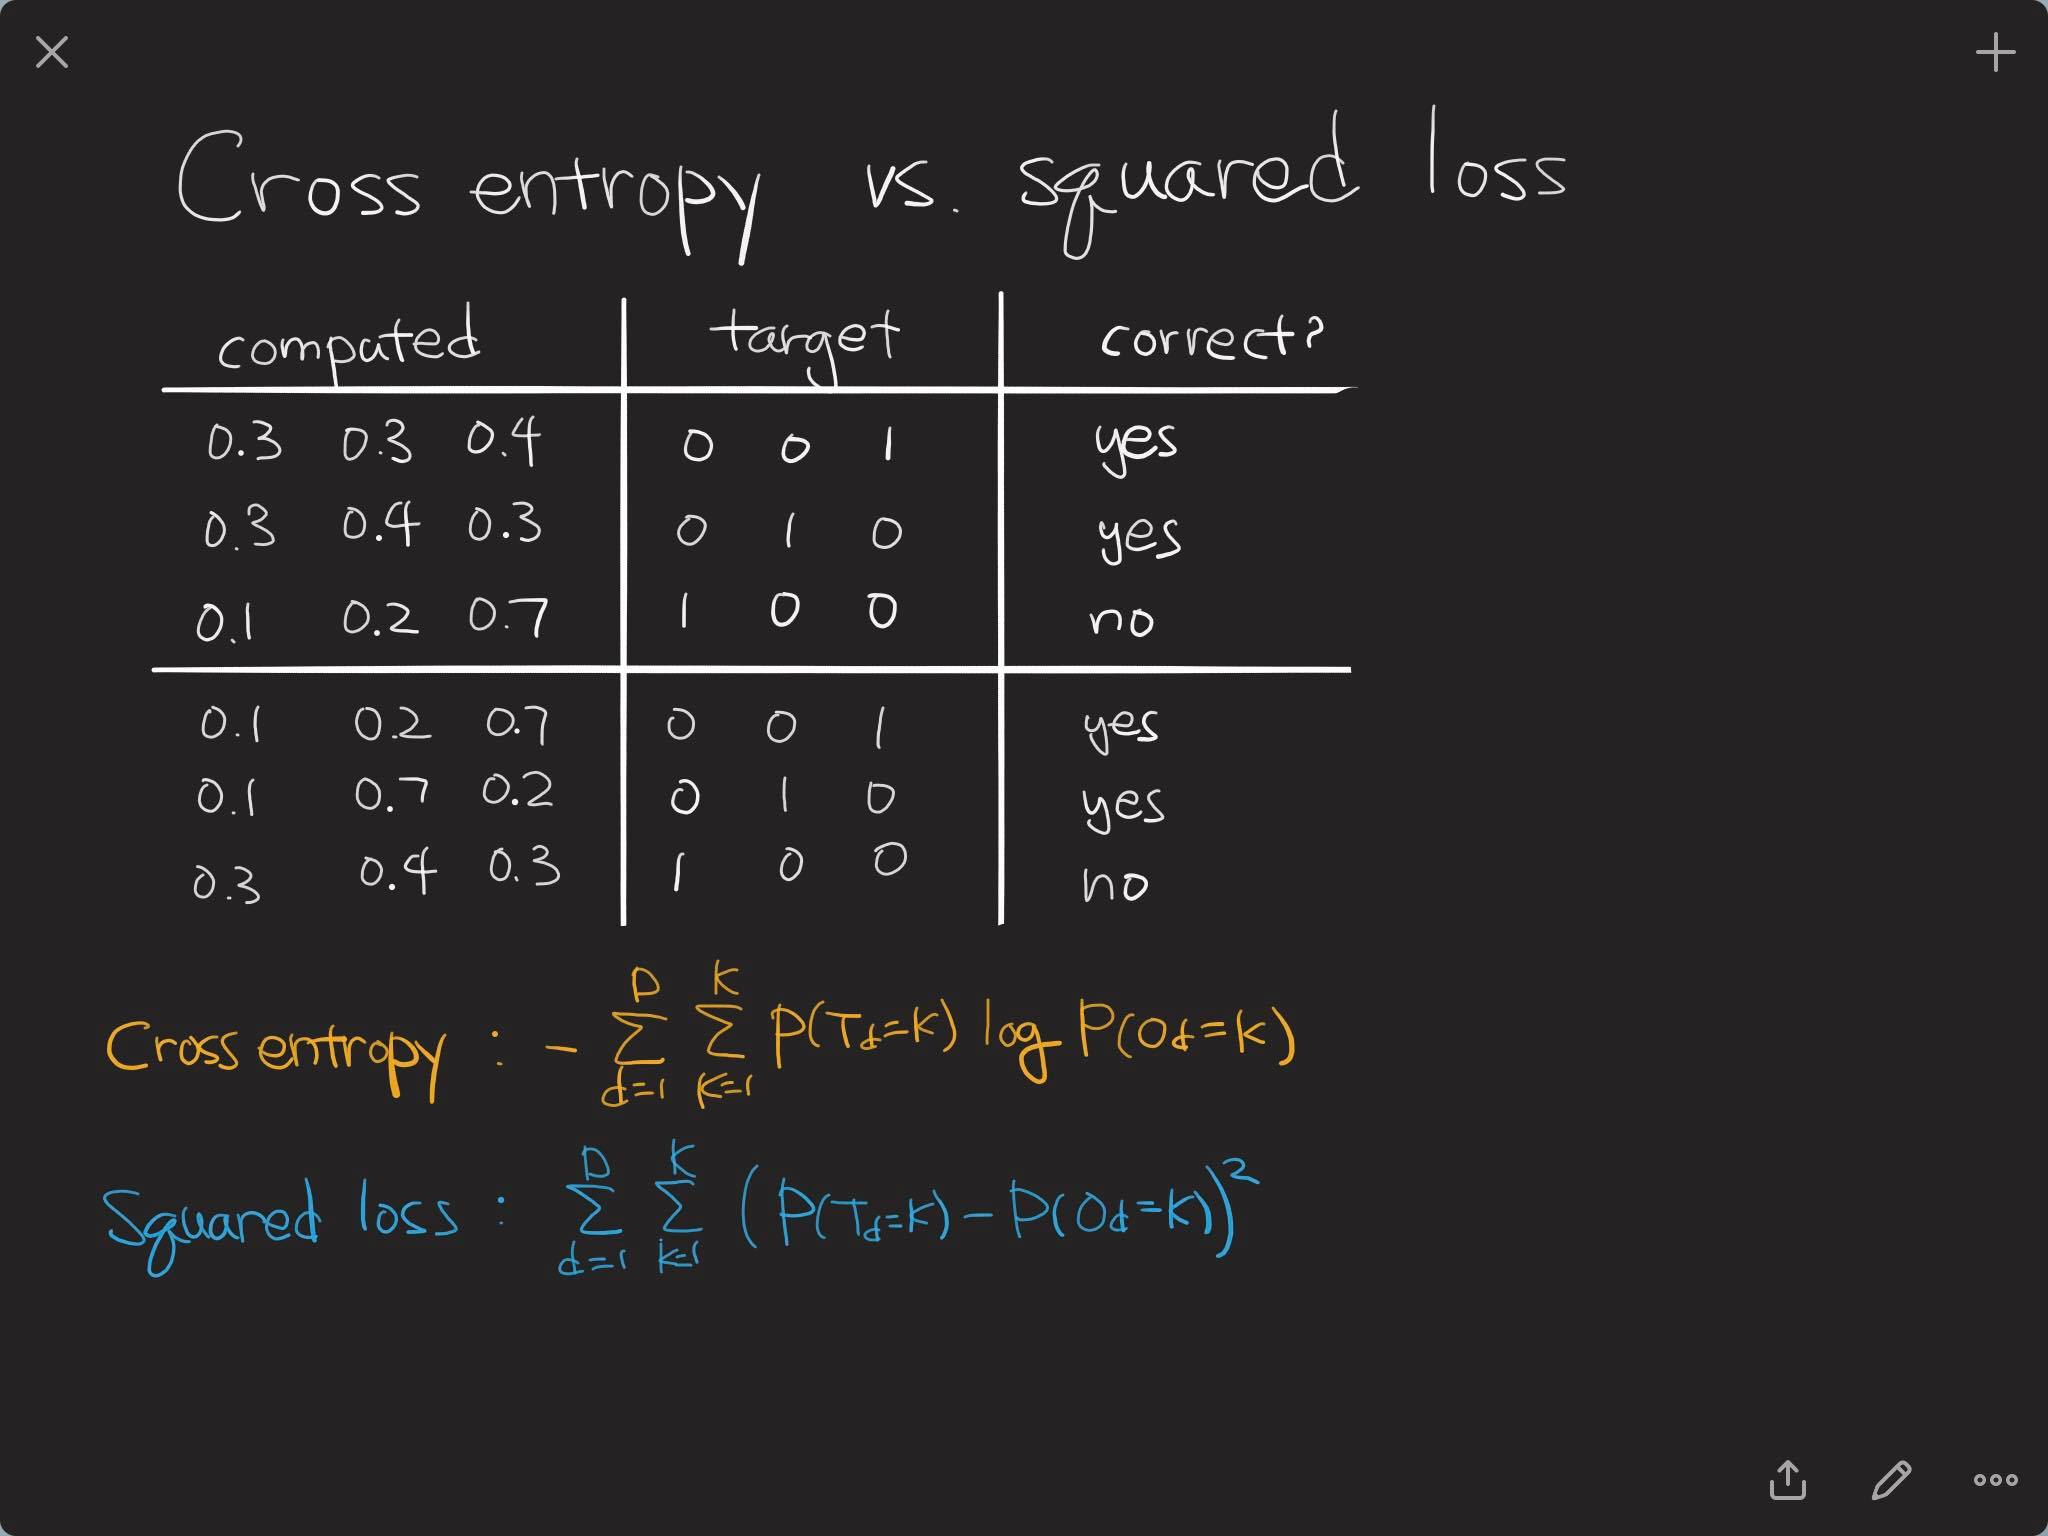 Cross entropy vs. squared loss
computed target correct?
0.3 0.3 0.4 0 0 1 yes
0.3 0.4 0.3 0 1 0 yes
0.1 0.2 0.7 1 0 0 no
0.1 0.2 0.7 0 0 1 yes
0.1 0.7 0.2 0 1 0 yes
0.3 0.4 0.3 1 0 0 no
Cross entropy : - ∑_{d=1}^{D} ∑_{k=1}^{K} P(T_d=k) log P(O_d=k)
Squared loss : ∑_{d=1}^{D} ∑_{k=1}^{K} (P(T_d=k) - P(O_d=k))²